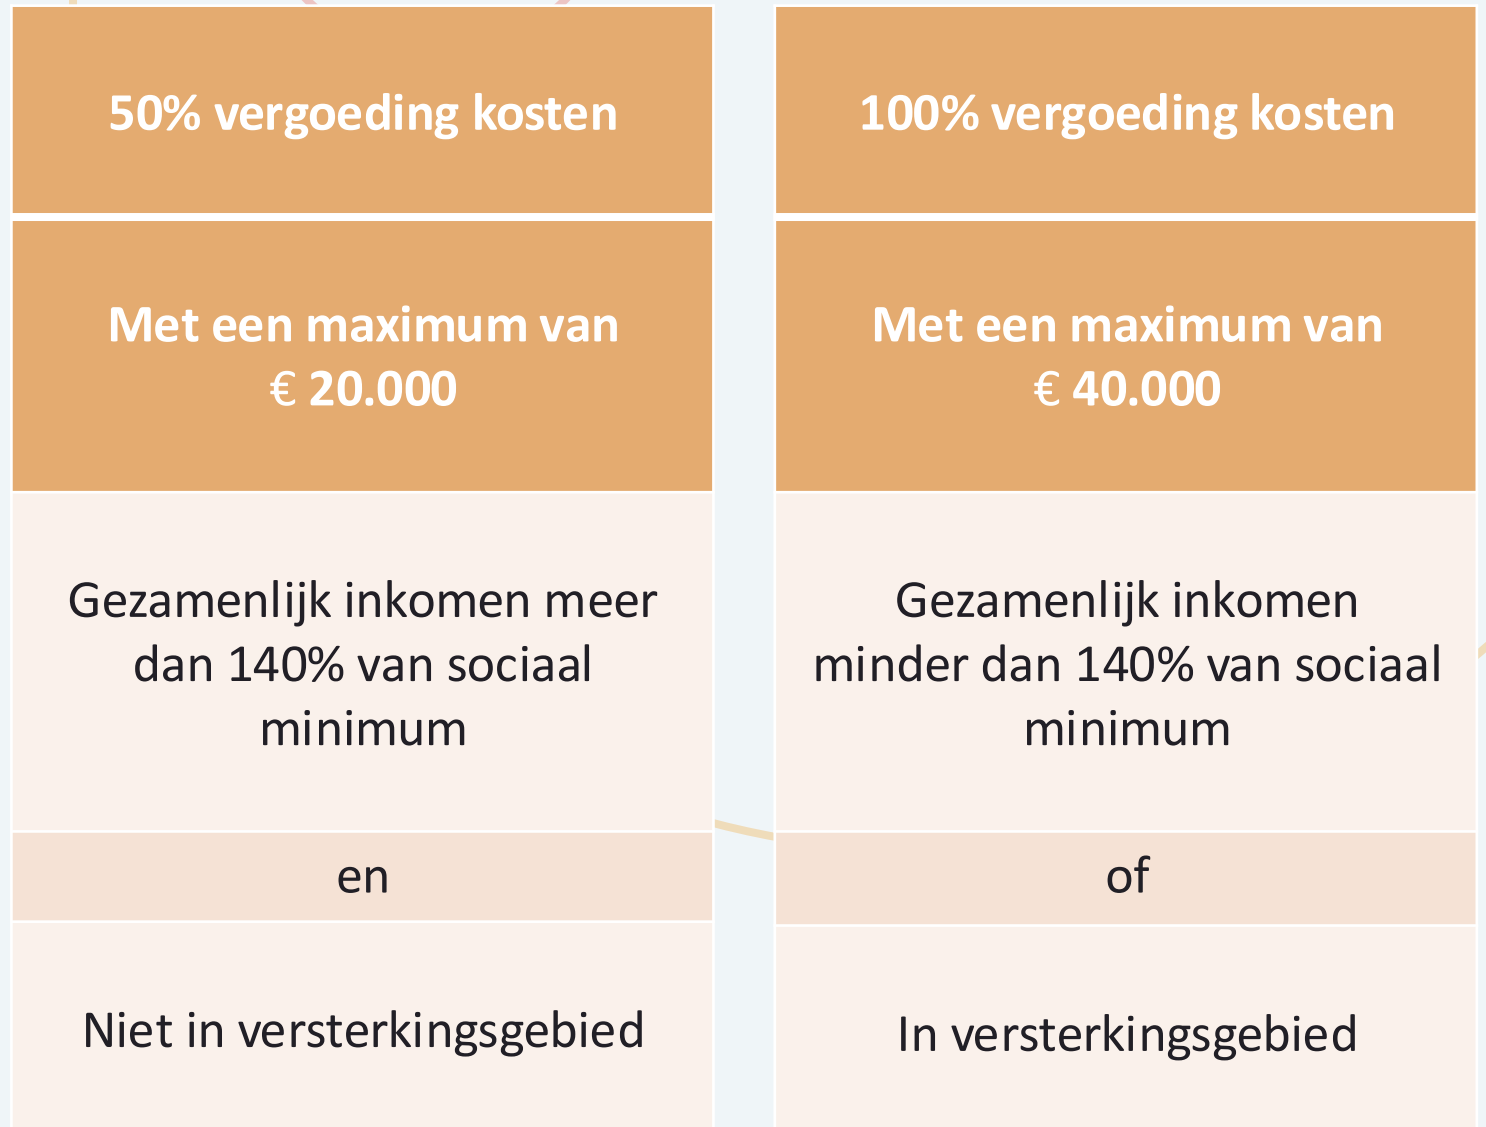 50% vergoeding kosten
Met een maximum van
€ 20.000
Gezamenlijk inkomen meer
dan 140% van sociaal
minimum
en
Niet in versterkingsgebied
100% vergoeding kosten
Met een maximum van
€ 40.000
Gezamenlijk inkomen
minder dan 140% van sociaal
minimum
of
In versterkingsgebied